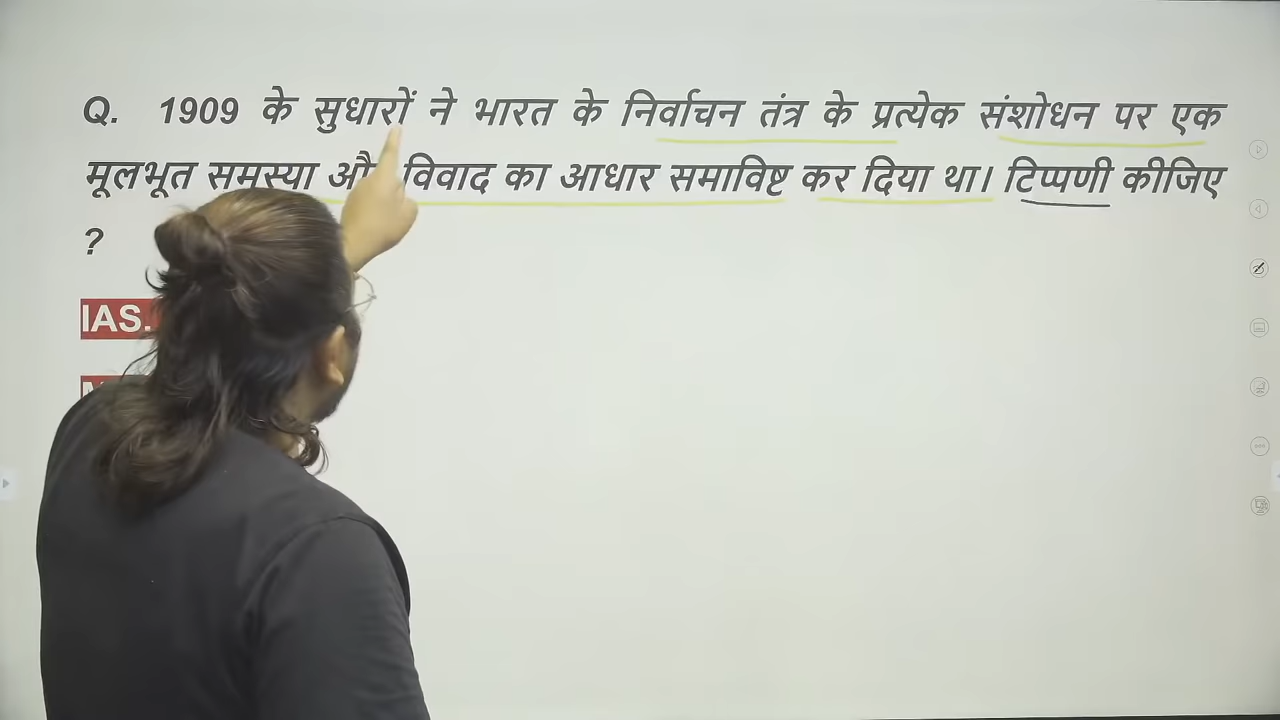 Q. 1909 के सुधारों ने भारत के निर्वाचन तंत्र के प्रत्येक संशोधन पर एक
मूलभूत समस्या विवाद का आधार समाविष्ट कर दिया था। टिप्पणी कीजिए
?
IAS.